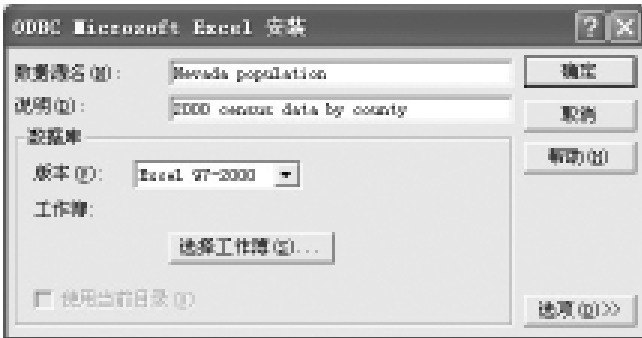 ODBC Microsoft Excel 安装
数据源名(N):
Nevada population
确定
说明(D):
2000 census data by county
取消
数据库
帮助(H)
版本(V):
Excel 97-2000
工作簿:
选择工作簿(S)...
使用当前目录(U)
选项(O)>>